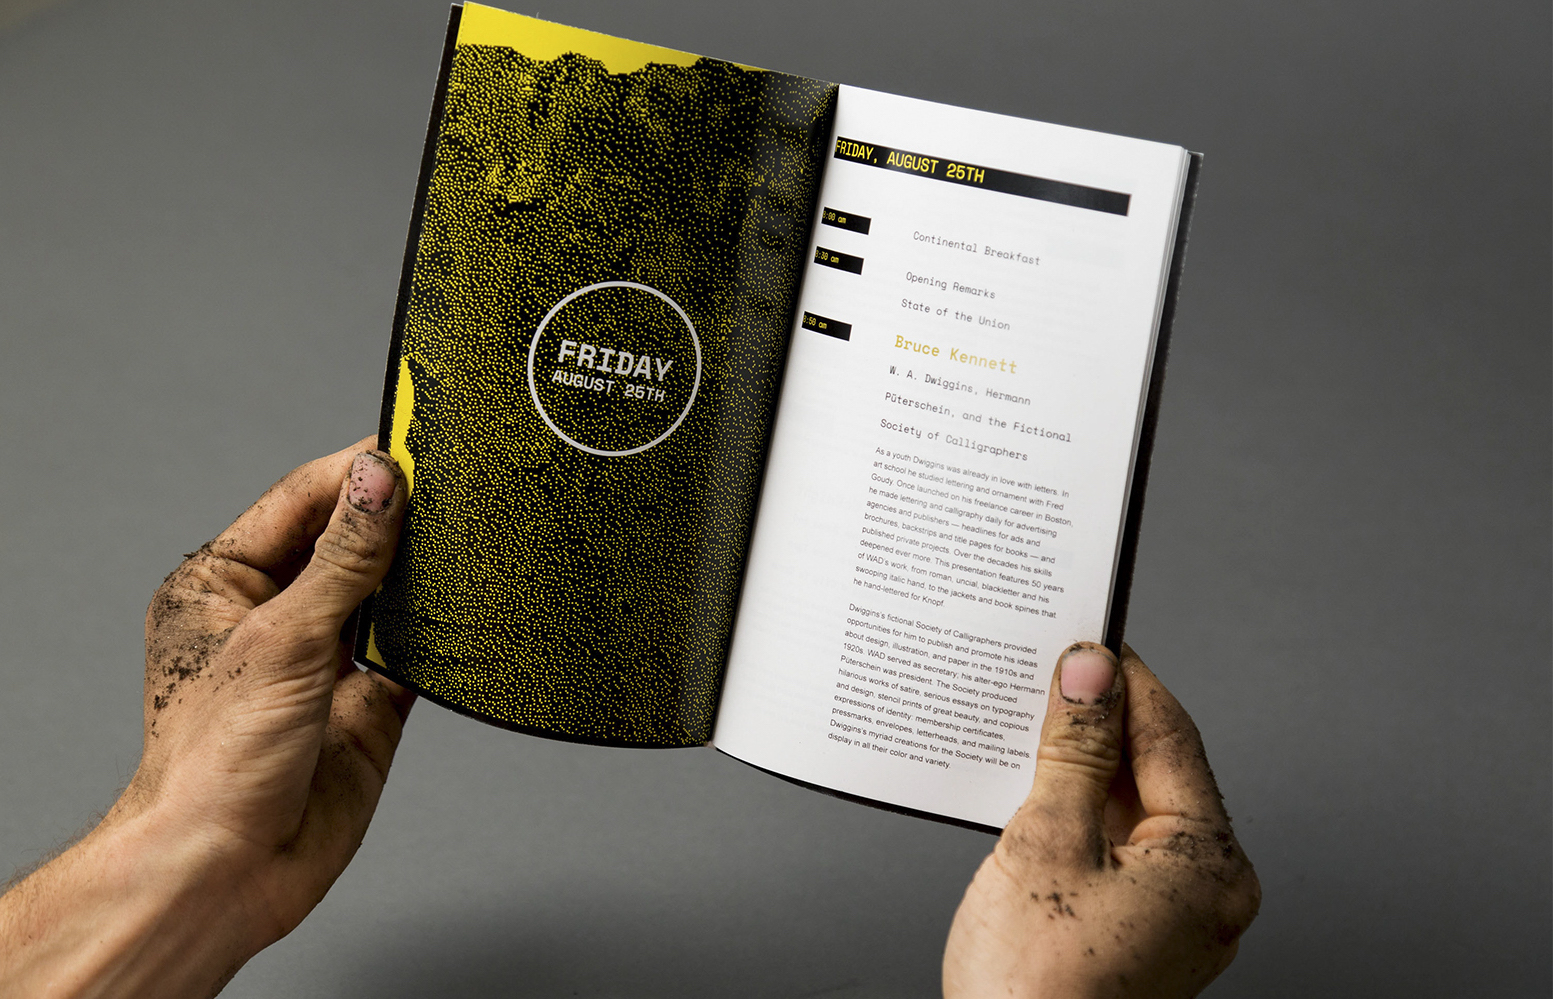 FRIDAY
AUGUST 25TH
FRIDAY, AUGUST 25TH
:00 am
Continental Breakfast
:30 am
Opening Remarks
State of the Union
:50 am
Bruce Kennett
W. A. Dwiggins, Hermann
Püterschein, and the Fictional
Society of Calligraphers
As a youth Dwiggins was already in love with letters. In
art school he studied lettering and ornament with Fred
Goudy. Once launched on his freelance career in Boston,
he made lettering and calligraphy daily for advertising
agencies and publishers — headlines for ads and
brochures, backstrips and title pages for books — and
published private projects. Over the decades his skills
deepened ever more. This presentation features 50 years
of WAD's work, from roman, uncial, blackletter and his
swooping italic hand, to the jackets and book spines that
he hand-lettered for Knopf
Dwiggins's fictional Society of Calligraphers provided
opportunities for him to publish and promote his ideas
about design, illustration, and paper in the 1910s and
1920s. WAD served as secretary; his alter-ego Hermann
Püterschein was president. The Society produced
hilarious works of satire, serious essays on typography
and design, stencil prints of great beauty, and copious
expressions of identity: membership certificates,
pressmarks, envelopes, letterheads, and mailing labels.
Dwiggins's myriad creations for the Society will be on
display in all their color and variety.